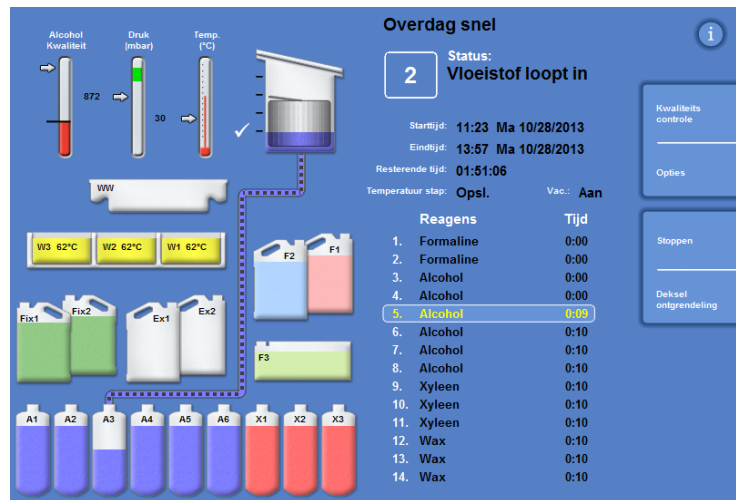 Overdag snel
i
Alcohol
Kwaliteit
Druk
(mbar)
Temp.
(°C)
872
30
2
Status:
Vloeistof loopt in
Starttijd: 11:23 Ma 10/28/2013
Eindtijd: 13:57 Ma 10/28/2013
Resterende tijd: 01:51:06
Temperatuur stap: Opsl. Vac.: Aan
Reagens Tijd
1. Formaline 0:00
2. Formaline 0:00
3. Alcohol 0:00
4. Alcohol 0:00
5. Alcohol 0:09
6. Alcohol 0:10
7. Alcohol 0:10
8. Alcohol 0:10
9. Xyleen 0:10
10. Xyleen 0:10
11. Xyleen 0:10
12. Wax 0:10
13. Wax 0:10
14. Wax 0:10
Kwaliteits
controle
Opties
Stoppen
Deksel
ontgrendeling
WW
W3 62°C W2 62°C W1 62°C
F2 F1
Fix1 Fix2 Ex1 Ex2
F3
A1 A2 A3 A4 A5 A6 X1 X2 X3